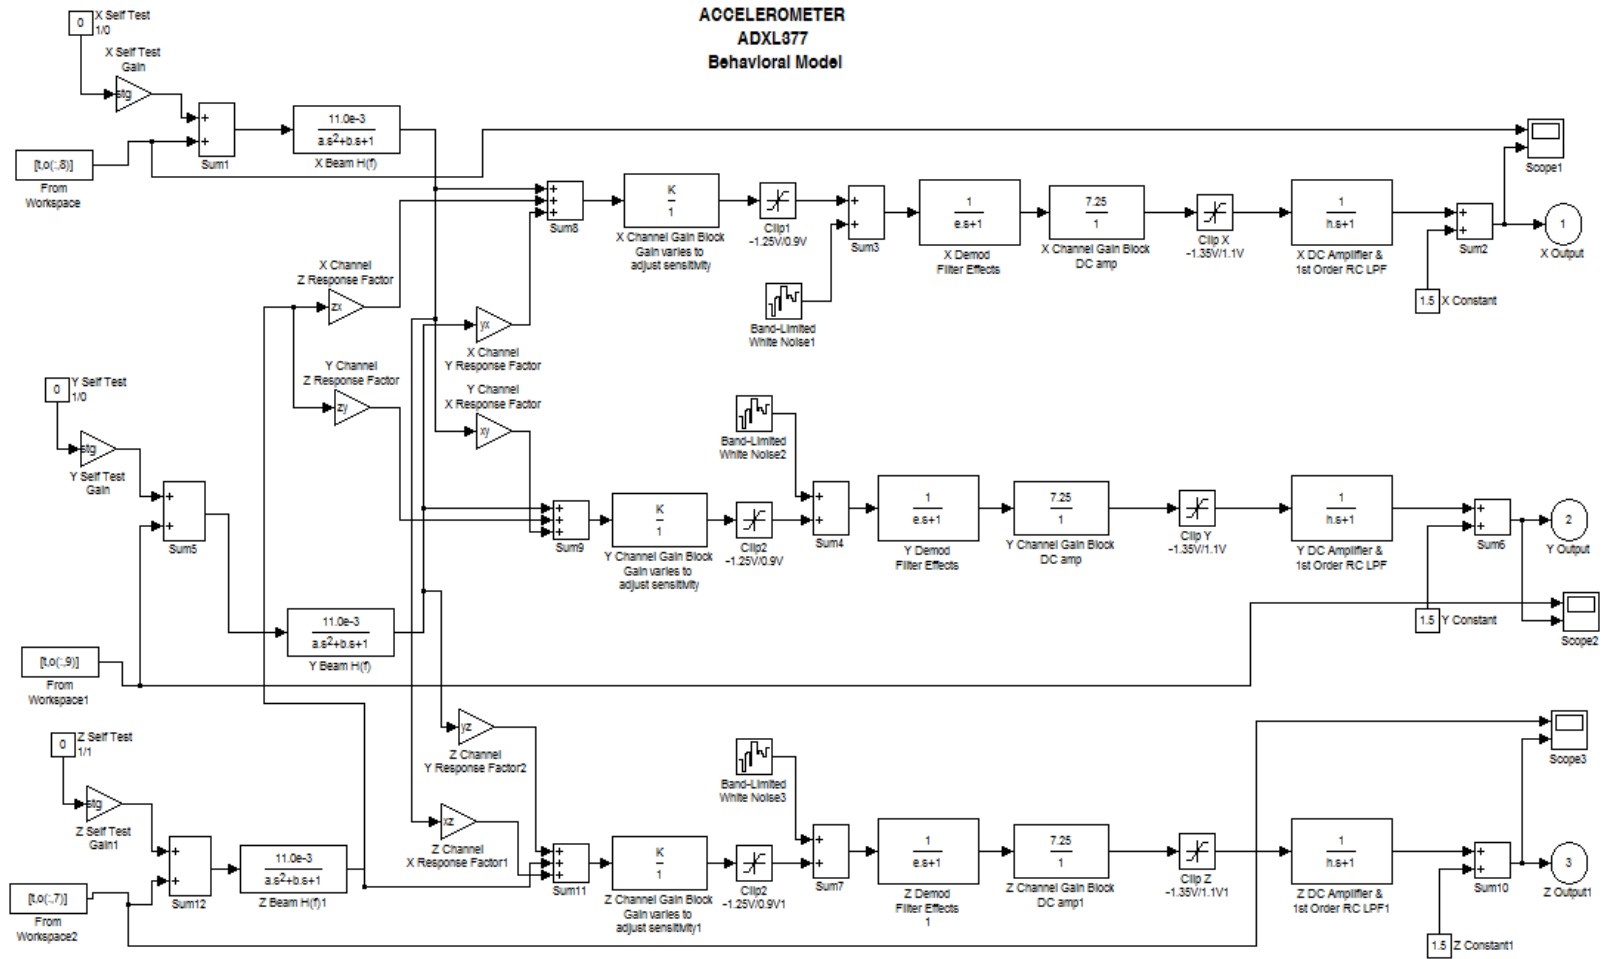 ACCELEROMETER
ADXL377
Behavioral Model
0
X Self Test
1/0
X Self Test
Gain
stg
+
+
Sum1
11.0e-3
a.s²+b.s+1
X Beam H(f)
[t,o(:,8)]
From
Workspace
+
+
+
Sum8
K
1
X Channel Gain Block
Gain varies to
adjust sensitivity
Clip1
-1.25V/0.9V
+
+
Sum3
1
e.s+1
X Demod
Filter Effects
7.25
1
X Channel Gain Block
DC amp
Clip X
-1.35V/1.1V
1
h.s+1
X DC Amplifier &
1st Order RC LPF
+
+
Sum2
Scope1
1
X Output
1.5
X Constant
Band-Limited
White Noise1
X Channel
Z Response Factor
zx
yx
X Channel
Y Response Factor
Y Channel
Z Response Factor
zy
Y Channel
X Response Factor
xy
0
Y Self Test
1/0
stg
Y Self Test
Gain
+
+
Sum5
Band-Limited
White Noise2
+
+
+
Sum9
K
1
Y Channel Gain Block
Gain varies to
adjust sensitivity
Clip2
-1.25V/0.9V
+
+
Sum4
1
e.s+1
Y Demod
Filter Effects
7.25
1
Y Channel Gain Block
DC amp
Clip Y
-1.35V/1.1V
1
h.s+1
Y DC Amplifier &
1st Order RC LPF
+
+
Sum6
2
Y Output
1.5
Y Constant
Scope2
11.0e-3
a.s²+b.s+1
Y Beam H(f)
[t,o(:,9)]
From
Workspace1
0
Z Self Test
1/1
stg
Z Self Test
Gain1
+
+
Sum12
11.0e-3
a.s²+b.s+1
Z Beam H(f)1
[t,o(:,7)]
From
Workspace2
yz
Z Channel
Y Response Factor2
xz
Z Channel
X Response Factor1
Band-Limited
White Noise3
+
+
+
Sum11
K
1
Z Channel Gain Block
Gain varies to
adjust sensitivity1
Clip2
-1.25V/0.9V1
+
+
Sum7
1
e.s+1
Z Demod
Filter Effects
1
7.25
1
Z Channel Gain Block
DC amp1
Clip Z
-1.35V/1.1V1
1
h.s+1
Z DC Amplifier &
1st Order RC LPF1
+
+
Sum10
Scope3
3
Z Output1
1.5
Z Constant1